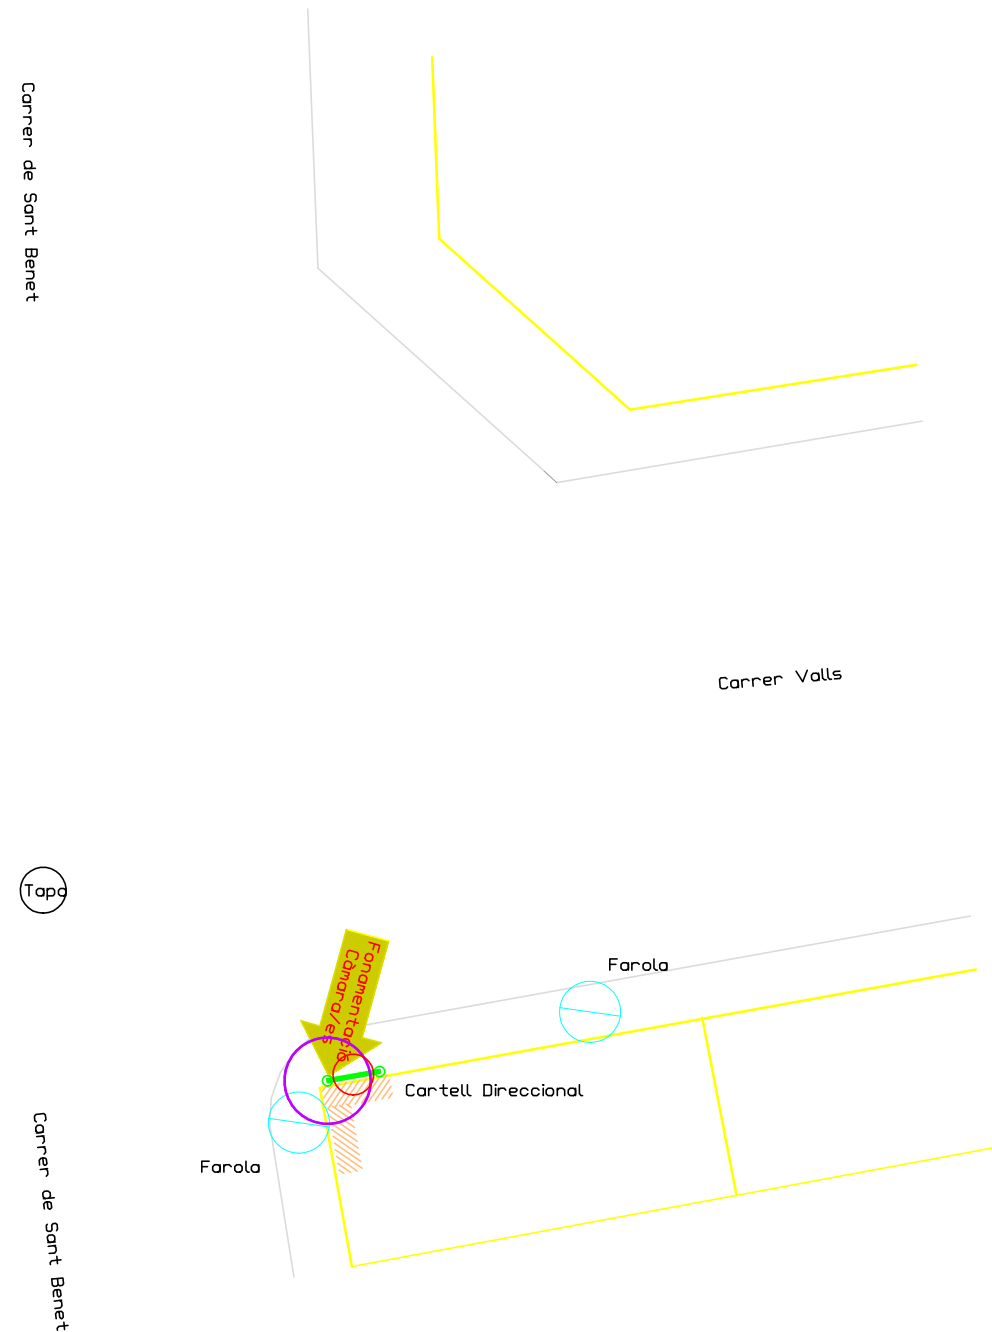 Carrer de Sant Benet
Carrer Valls
Tapa
Fonamentació
Càmara/es
Farola
Cartell Direccional
Farola
Carrer de Sant Benet